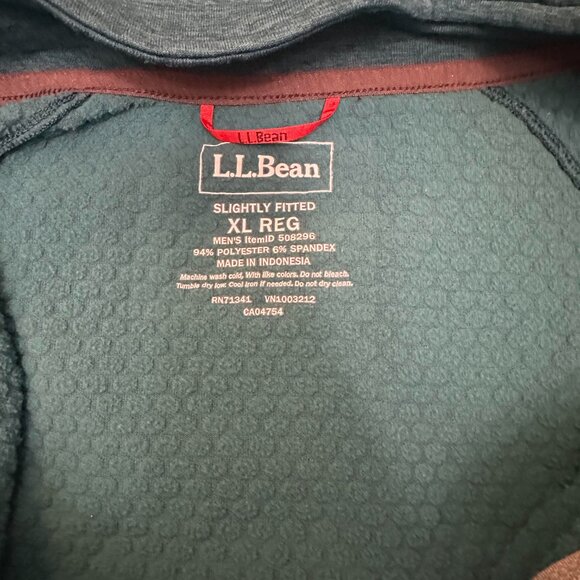 L.L.Bean
L.L.Bean
SLIGHTLY FITTED
XL REG
MEN'S ItemID 508296
94% POLYESTER 6% SPANDEX
MADE IN INDONESIA
Machine wash cold. With like colors. Do not bleach.
Tumble dry low. Cool iron if needed. Do not dry clean.
RN71341 VN1003212
CA04754